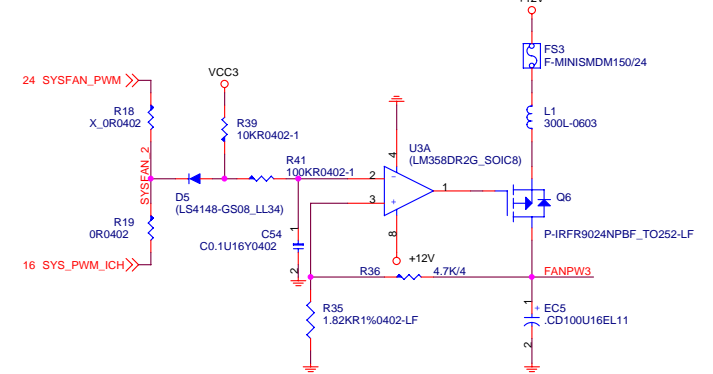 +12V
FS3
F-MINISMDM150/24
24 SYSFAN_PWM
VCC3
R18
X_0R0402
R39
10KR0402-1
L1
300L-0603
U3A
(LM358DR2G_SOIC8)
4
R41
100KR0402-1
SYSFAN_2
2
-
1
3
+
Q6
D5
(LS4148-GS08_LL34)
P-IRFR9024NPBF_TO252-LF
R19
0R0402
1
C54
C0.1U16Y0402
2
8
+12V
16 SYS_PWM_ICH
R36
4.7K/4
FANPW3
R35
1.82KR1%0402-LF
1
+
EC5
.CD100U16EL11
2